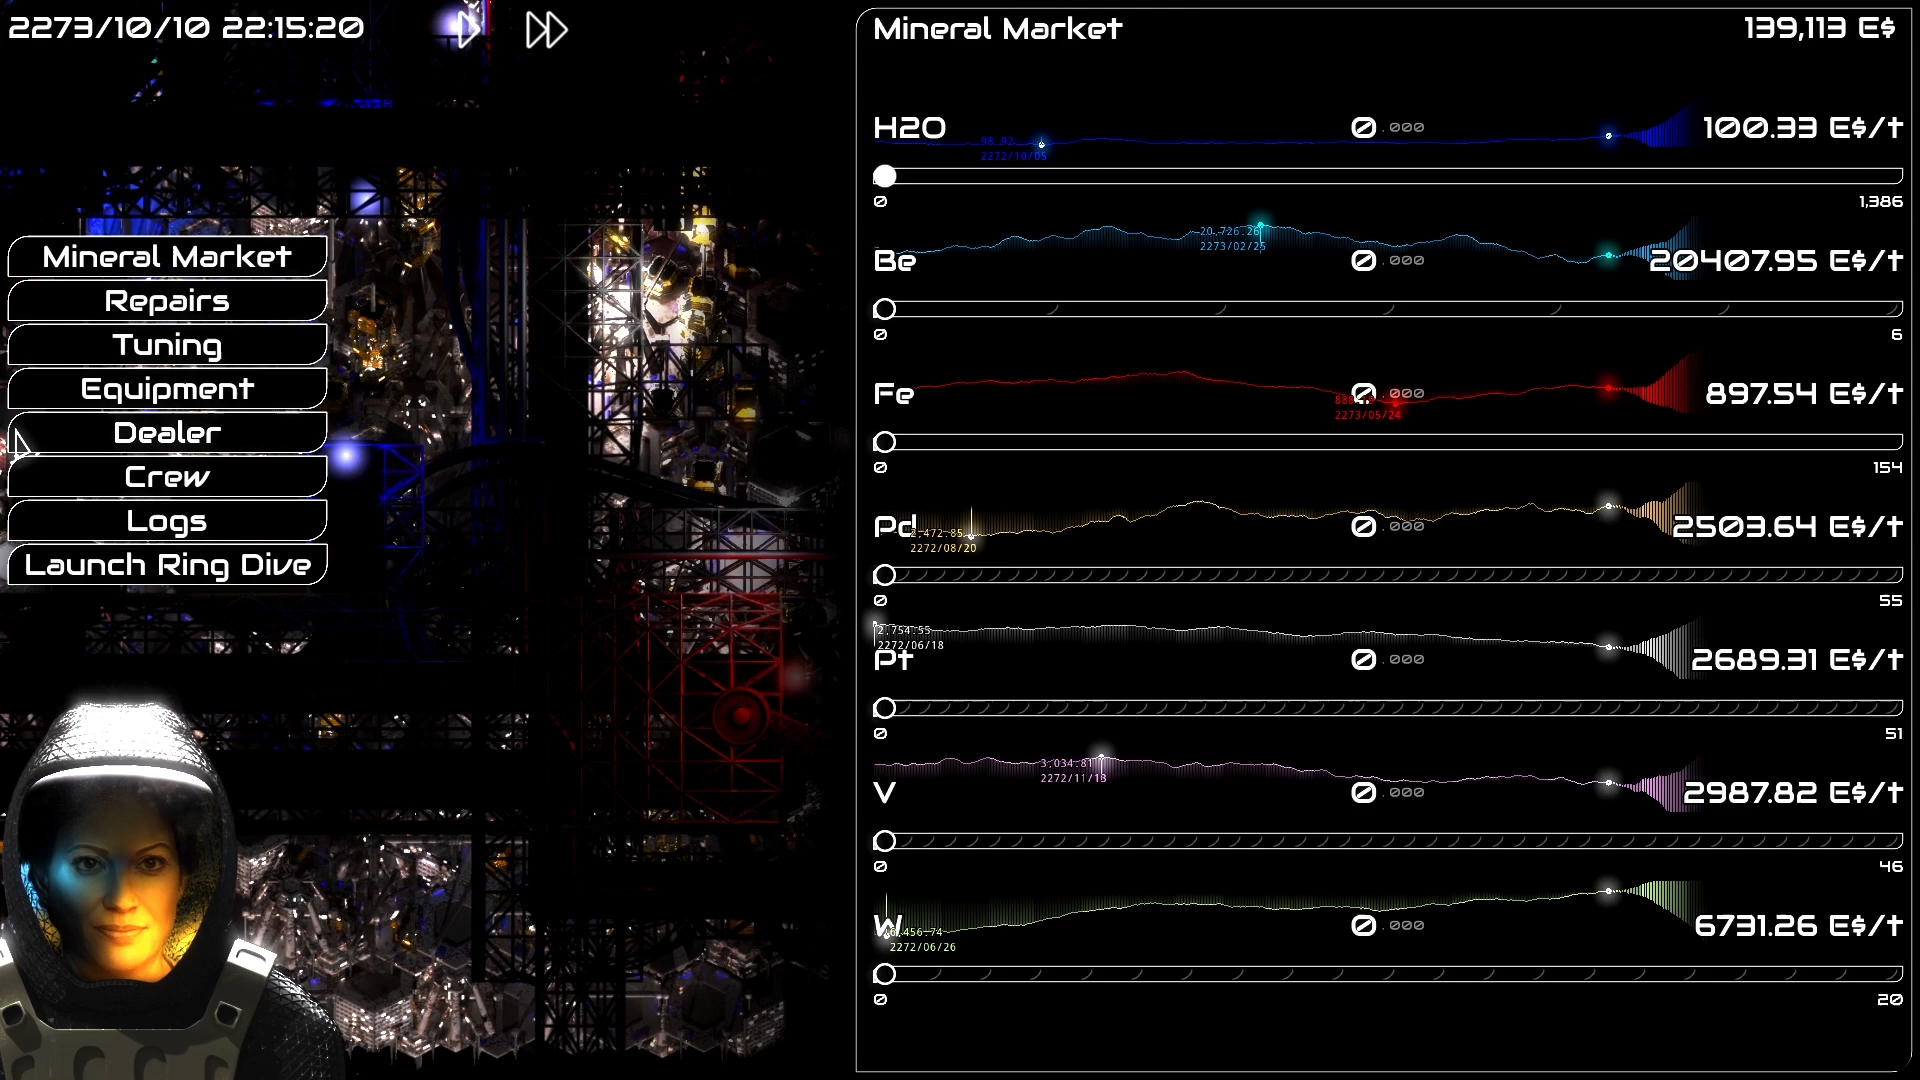 2273/10/10 22:15:20
Mineral Market
Repairs
Tuning
Equipment
Dealer
Crew
Logs
Launch Ring Dive
Mineral Market
139,113 E$
H2O
98.92
2272/10/05
0.000
100.33 E$/t
0
1,386
Be
20,726.26
2273/02/25
0.000
20407.95 E$/t
0
6
Fe
2273/05/24
0.000
897.54 E$/t
0
154
Pd
2,472.85
2272/08/20
0.000
2503.64 E$/t
0
55
Pt
2,754.55
2272/06/18
0.000
2689.31 E$/t
0
51
V
3,034.81
2272/11/13
0.000
2987.82 E$/t
0
46
W
2272/06/26
0.000
6731.26 E$/t
0
20